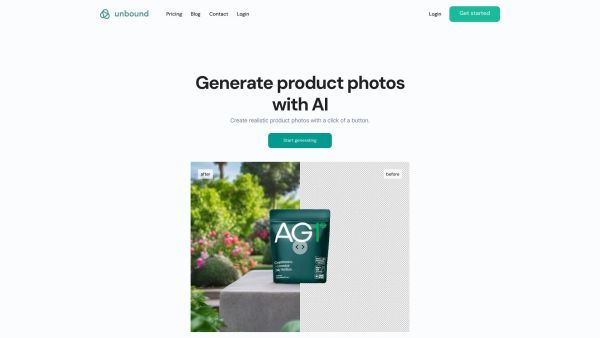 unbound
Pricing
Blog
Contact
Login
Login
Get started
Generate product photos
with AI
Create realistic product photos with a click of a button.
Start generating
after
before
AG1